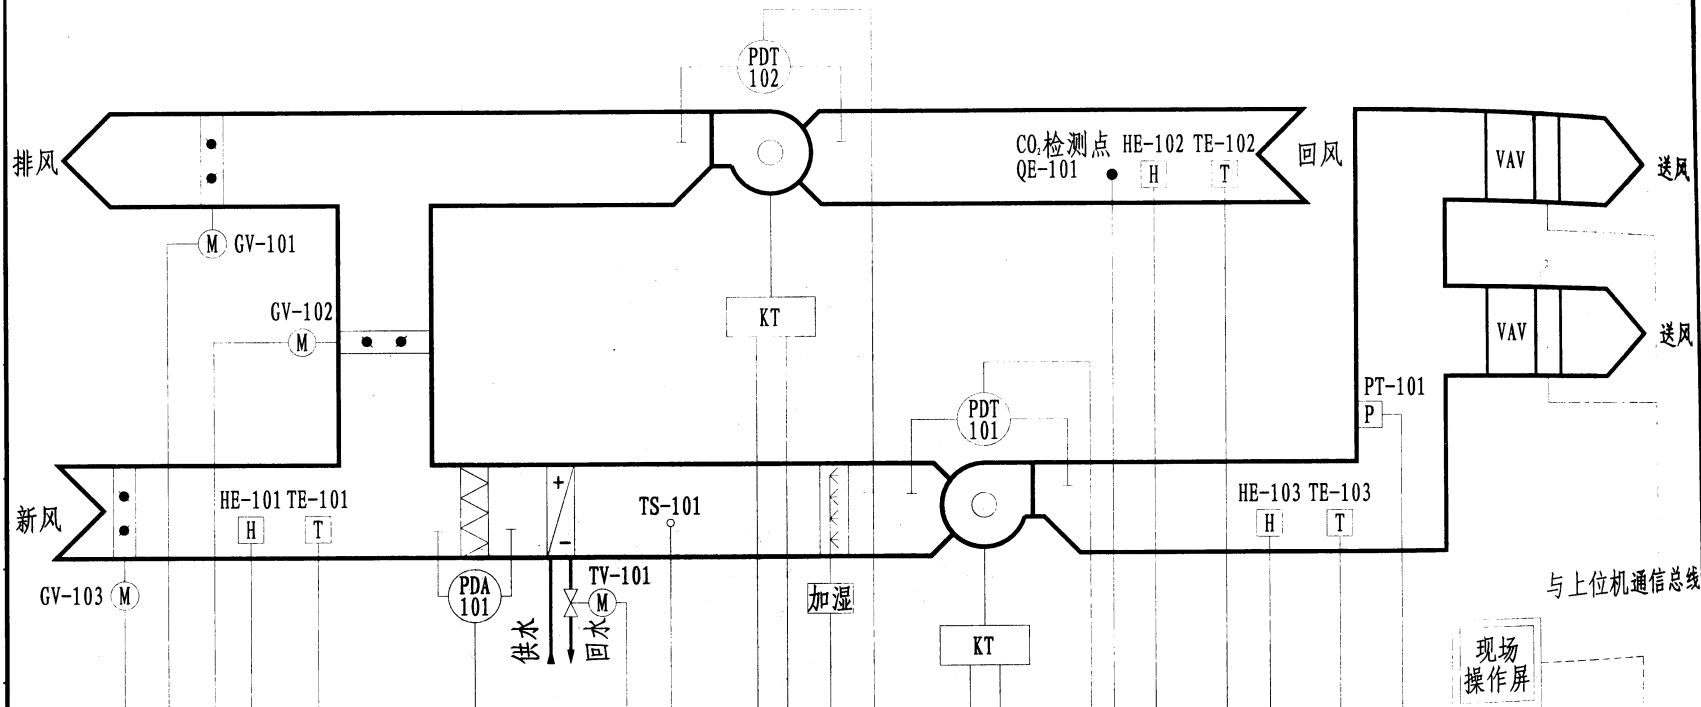 PDT
102
排风
CO₂检测点
QE-101
HE-102
H
TE-102
T
回风
VAV
送风
M
GV-101
GV-102
M
KT
VAV
送风
PT-101
P
PDT
101
新风
HE-101
H
TE-101
T
+
-
TS-101
HE-103
H
TE-103
T
GV-103
M
PDA
101
TV-101
M
供水
回水
加湿
KT
与上位机通信总线
现场
操作屏